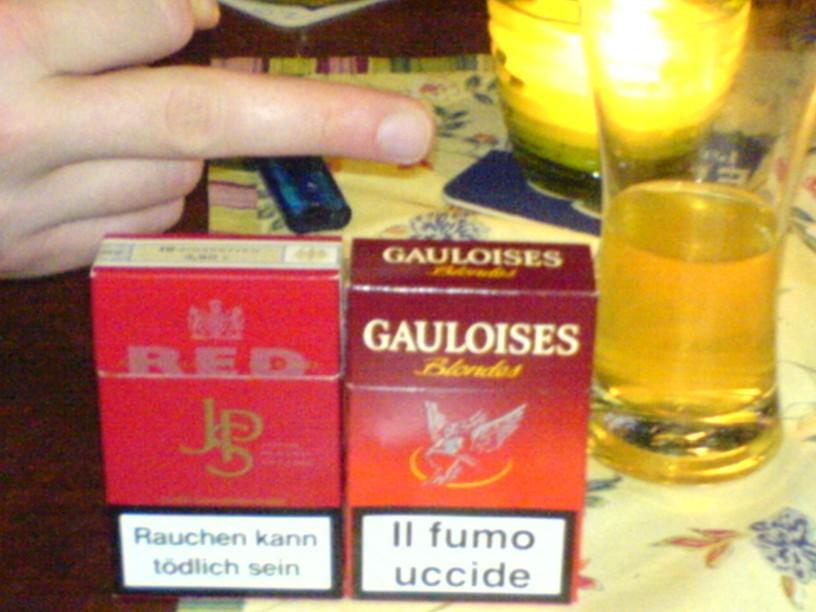 RED
JPS
Rauchen kann
tödlich sein
GAULOISES
Blondes
GAULOISES
Blondes
Il fumo
uccide